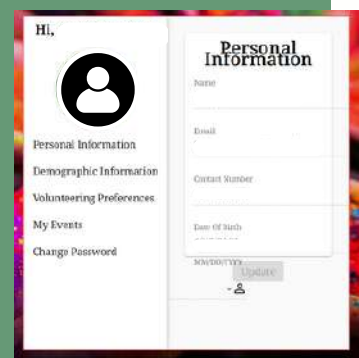 Hi,
Personal Information
Demographic Information
Volunteering Preferences
My Events
Change Password
Personal
Information
Name
Email
Contact Number
Date Of Birth
MM/DD/YYYY
Update